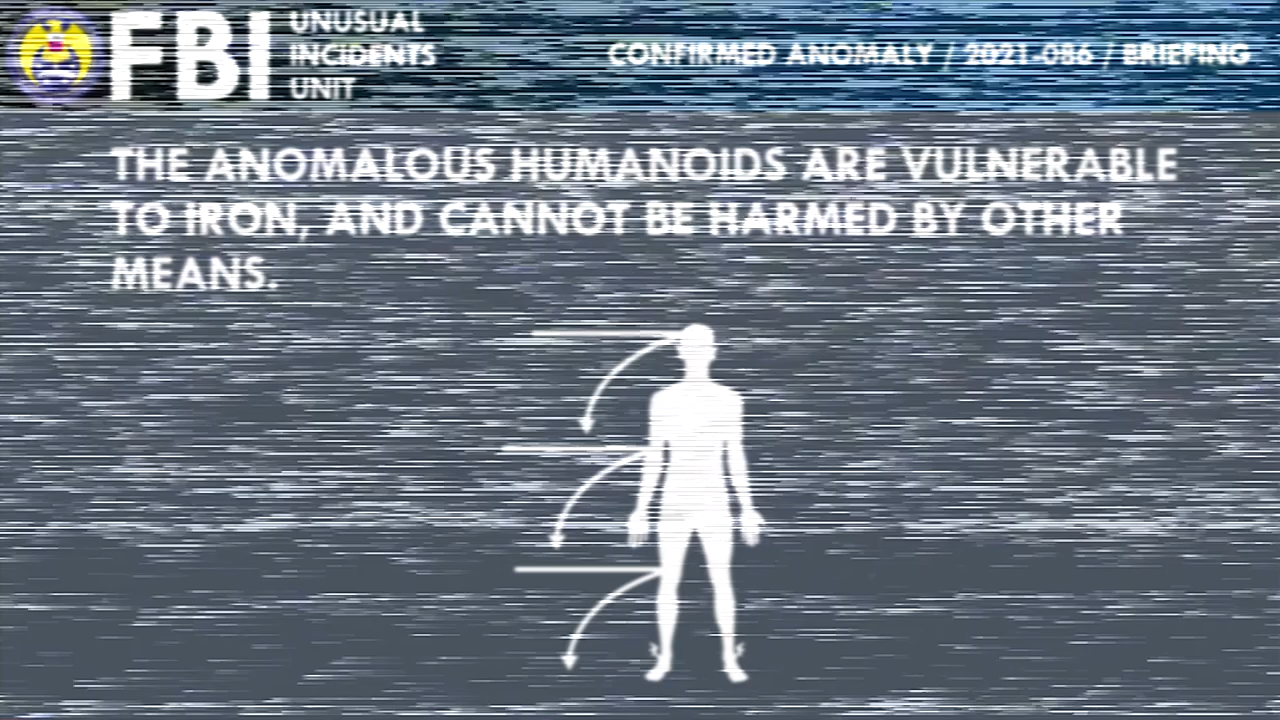 FBI
UNUSUAL
INCIDENTS
UNIT
CONFIRMED ANOMALY / 2021-086 / BRIEFING
THE ANOMALOUS HUMANOIDS ARE VULNERABLE
TO IRON, AND CANNOT BE HARMED BY OTHER
MEANS.